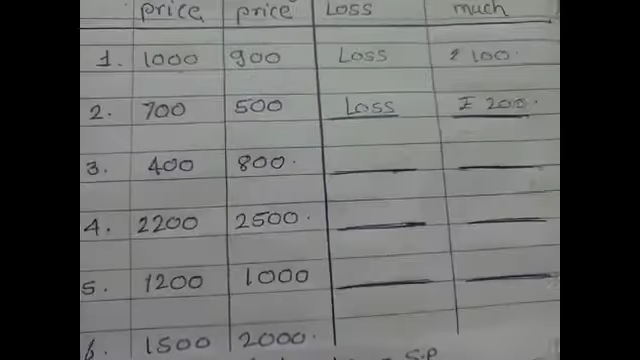 price price Loss much
1. 1000 900 Loss ₹ 100.
2. 700 500 Loss ₹ 200.
3. 400 800.
4. 2200 2500.
5. 1200 1000
6. 1500 2000.
S.P